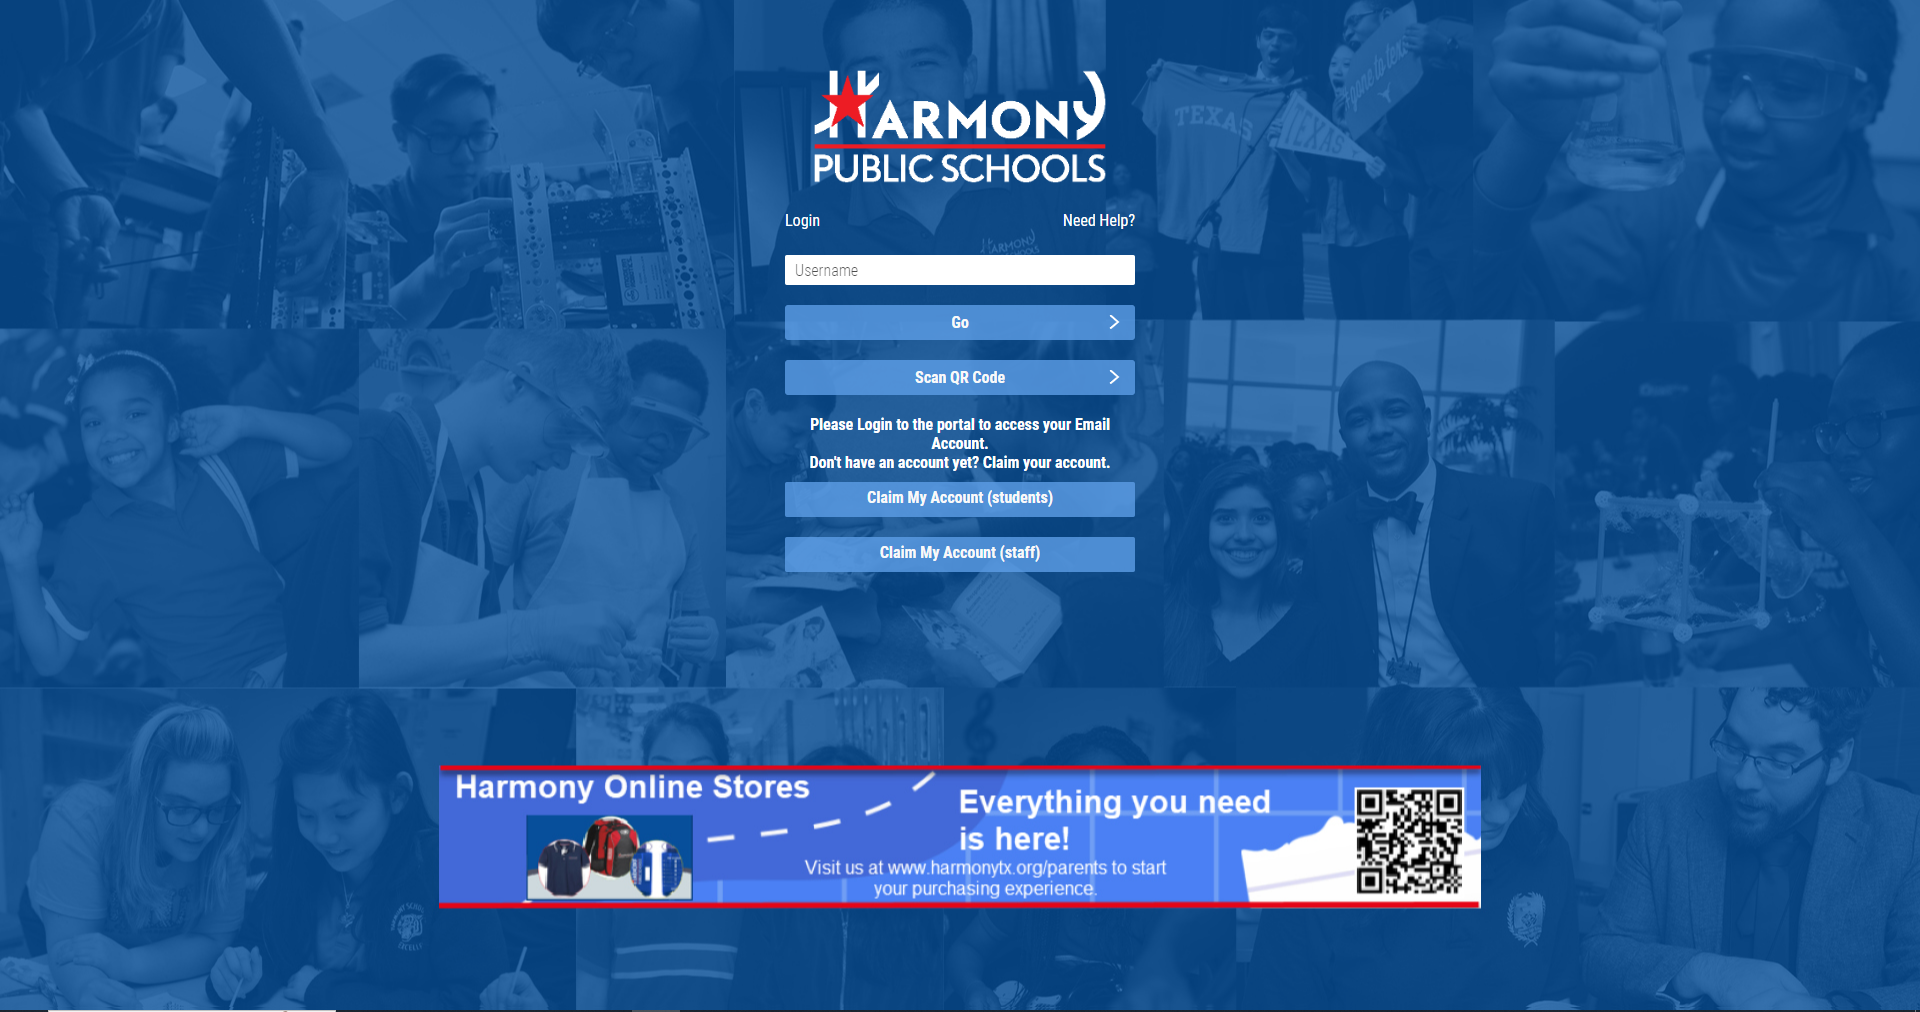 HARMONY
PUBLIC SCHOOLS
Login
Need Help?
Username
Go
Scan QR Code
Please Login to the portal to access your Email
Account.
Don't have an account yet? Claim your account.
Claim My Account (students)
Claim My Account (staff)
TEXAS
TEXAS
HARMONY
Harmony Online Stores
Everything you need
is here!
Visit us at www.harmonytx.org/parents to start
your purchasing experience.